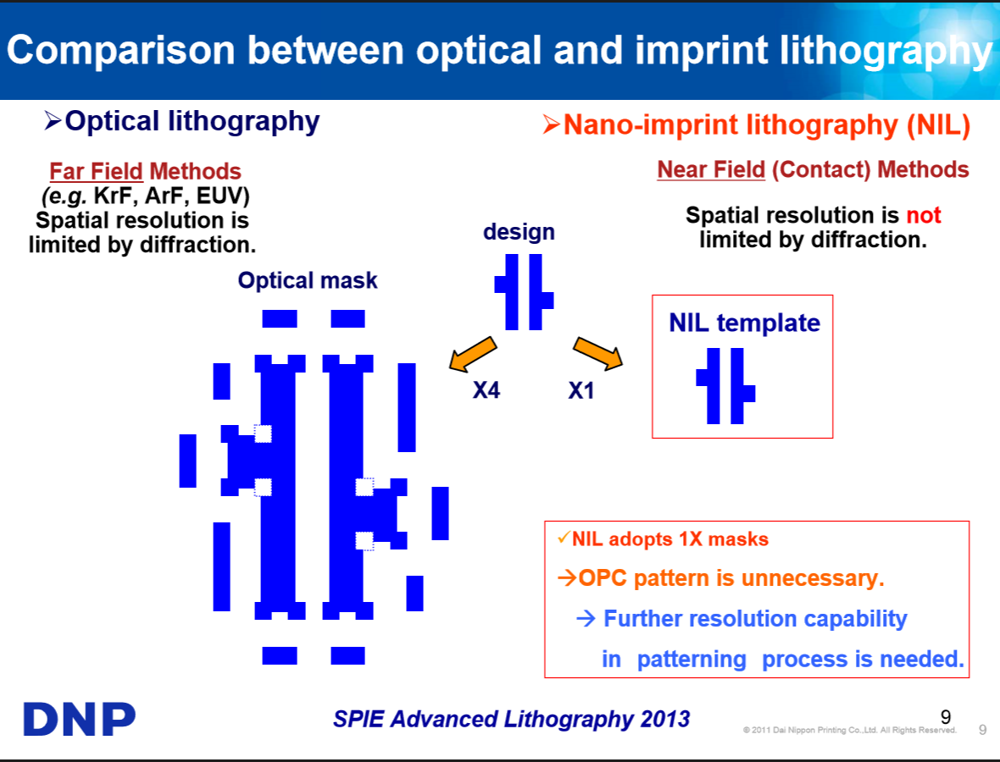 Comparison between optical and imprint lithography
➢Optical lithography
Far Field Methods
(e.g. KrF, ArF, EUV)
Spatial resolution is
limited by diffraction.
Optical mask
design
X4
X1
➢Nano-imprint lithography (NIL)
Near Field (Contact) Methods
Spatial resolution is not
limited by diffraction.
NIL template
✓NIL adopts 1X masks
→OPC pattern is unnecessary.
→ Further resolution capability
in patterning process is needed.
DNP
SPIE Advanced Lithography 2013
9
© 2011 Dai Nippon Printing Co.,Ltd. All Rights Reserved.
9